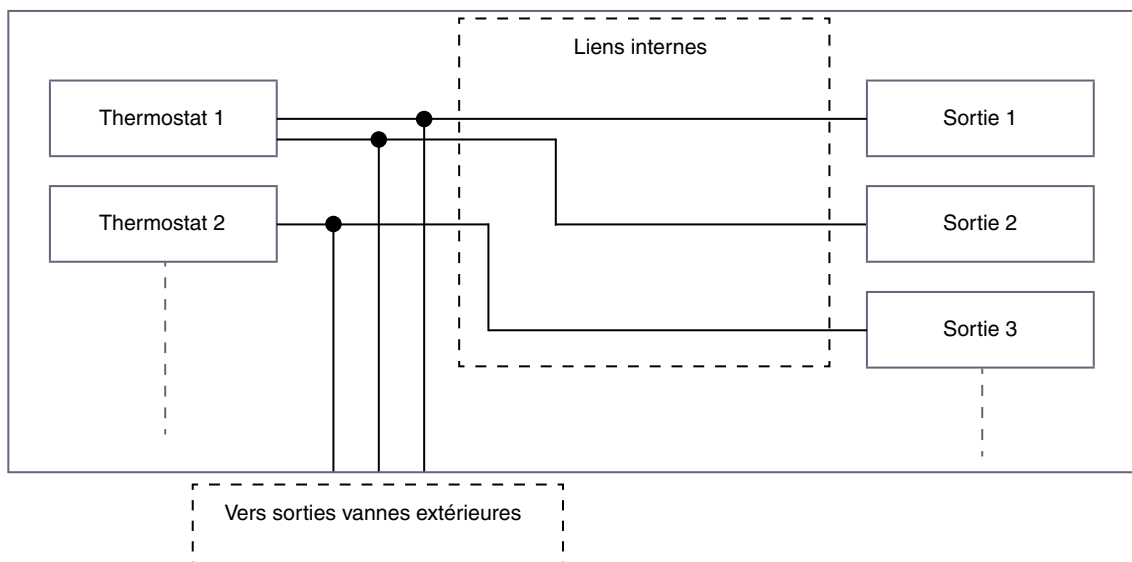 Liens internes
Thermostat 1
Sortie 1
Thermostat 2
Sortie 2
Sortie 3
Vers sorties vannes extérieures